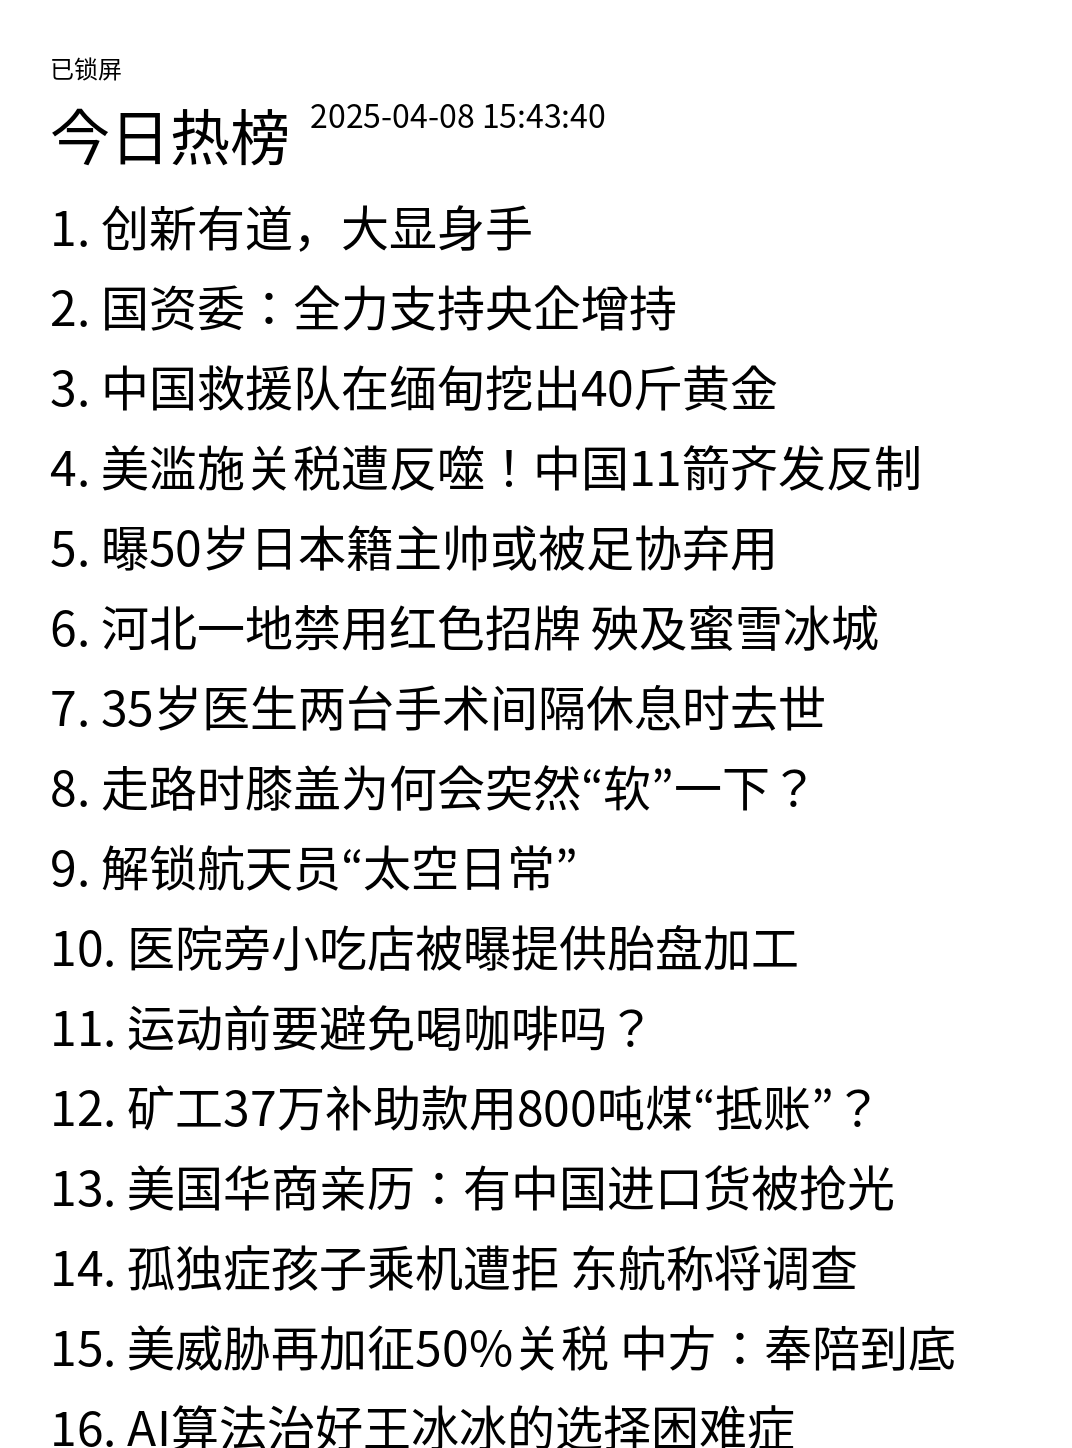 已锁屏
今日热榜 2025-04-08 15:43:40
1. 创新有道，大显身手
2. 国资委：全力支持央企增持
3. 中国救援队在缅甸挖出40斤黄金
4. 美滥施关税遭反噬！中国11箭齐发反制
5. 曝50岁日本籍主帅或被足协弃用
6. 河北一地禁用红色招牌 殃及蜜雪冰城
7. 35岁医生两台手术间隔休息时去世
8. 走路时膝盖为何会突然“软”一下？
9. 解锁航天员“太空日常”
10. 医院旁小吃店被曝提供胎盘加工
11. 运动前要避免喝咖啡吗？
12. 矿工37万补助款用800吨煤“抵账”？
13. 美国华商亲历：有中国进口货被抢光
14. 孤独症孩子乘机遭拒 东航称将调查
15. 美威胁再加征50%关税 中方：奉陪到底
16. AI算法治好王冰冰的选择困难症